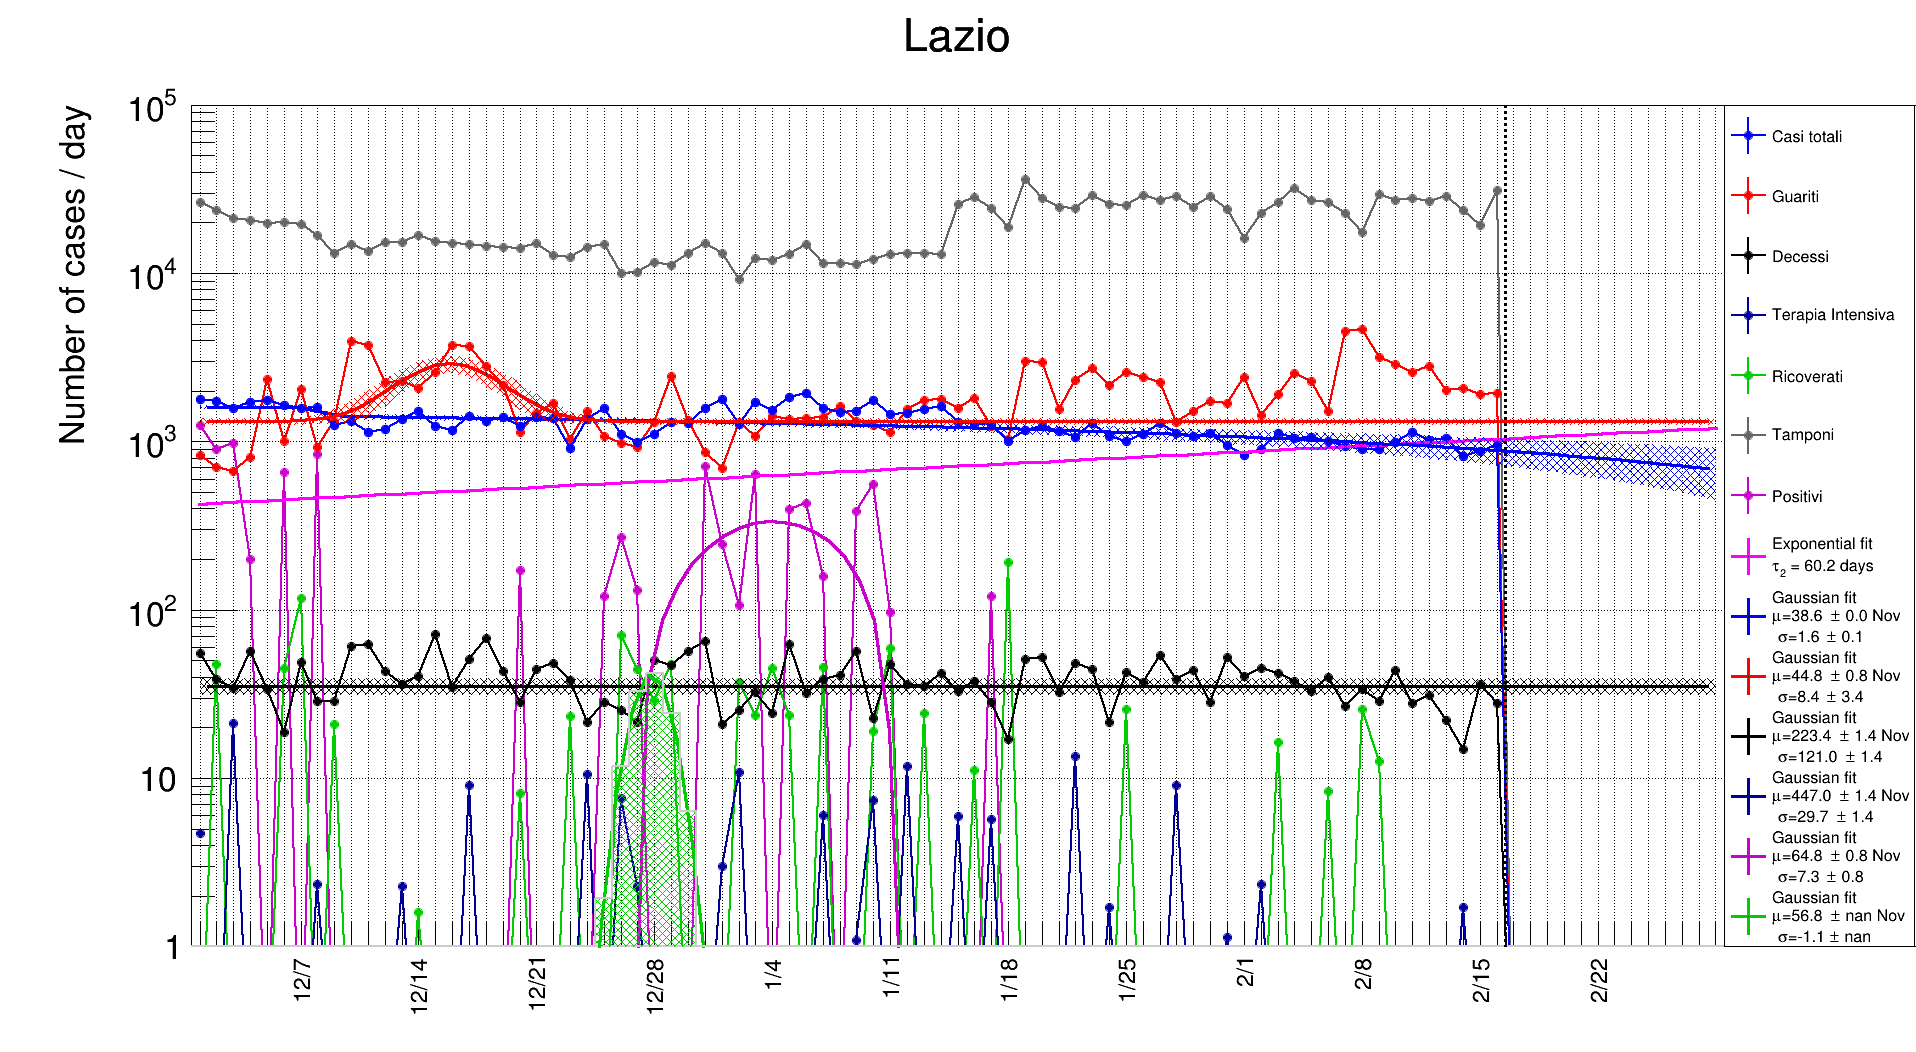 Lazio
Number of cases / day
10^5
10^4
10^3
10^2
10
1
12/7
12/14
12/21
12/28
1/4
1/11
1/18
1/25
2/1
2/8
2/15
2/22
Casi totali
Guariti
Decessi
Terapia Intensiva
Ricoverati
Tamponi
Positivi
Exponential fit
τ₂ = 60.2 days
Gaussian fit
μ=38.6 ± 0.0 Nov
σ=1.6 ± 0.1
Gaussian fit
μ=44.8 ± 0.8 Nov
σ=8.4 ± 3.4
Gaussian fit
μ=223.4 ± 1.4 Nov
σ=121.0 ± 1.4
Gaussian fit
μ=447.0 ± 1.4 Nov
σ=29.7 ± 1.4
Gaussian fit
μ=64.8 ± 0.8 Nov
σ=7.3 ± 0.8
Gaussian fit
μ=56.8 ± nan Nov
σ=-1.1 ± nan